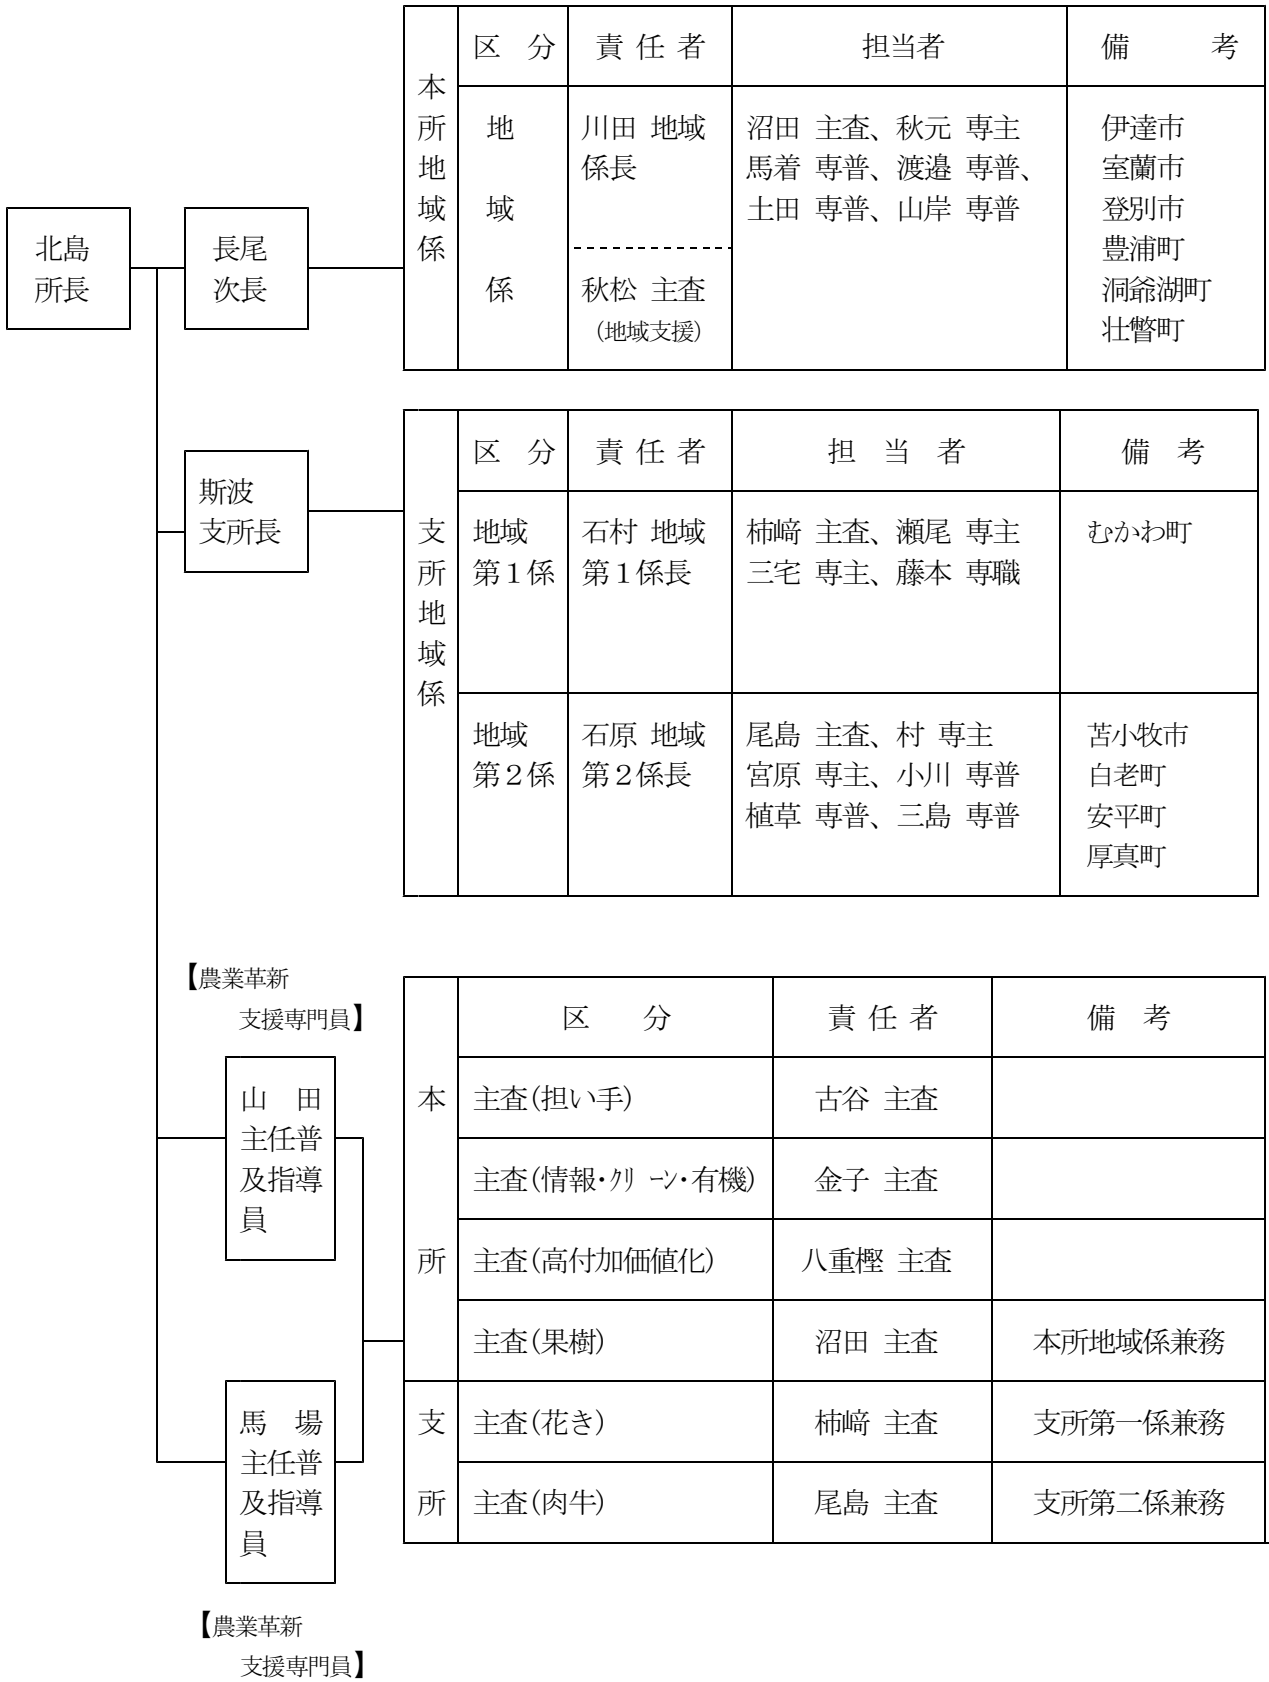 北島
所長
長尾
次長
本所地域係
区　分　責 任 者　担当者　備　考
地域係
川田 地域
係長
秋松 主査
(地域支援)
沼田 主査、秋元 専主
馬着 専普、渡邉 専普、
土田 専普、山岸 専普
伊達市
室蘭市
登別市
豊浦町
洞爺湖町
壮瞥町
斯波
支所長
支所地域係
区　分　責 任 者　担　当　者　備　考
地域
第１係
石村 地域
第１係長
柿﨑 主査、瀬尾 専主
三宅 専主、藤本 専職
むかわ町
地域
第２係
石原 地域
第２係長
尾島 主査、村 専主
宮原 専主、小川 専普
植草 専普、三島 専普
苫小牧市
白老町
安平町
厚真町
【農業革新
支援専門員】
山　田
主任普
及指導
員
馬　場
主任普
及指導
員
【農業革新
支援専門員】
本所
区　分　責 任 者　備　考
主査(担い手)　古谷 主査
主査(情報・ｸﾘｰﾝ・有機)　金子 主査
主査(高付加価値化)　八重樫 主査
主査(果樹)　沼田 主査　本所地域係兼務
支所
主査(花き)　柿﨑 主査　支所第一係兼務
主査(肉牛)　尾島 主査　支所第二係兼務